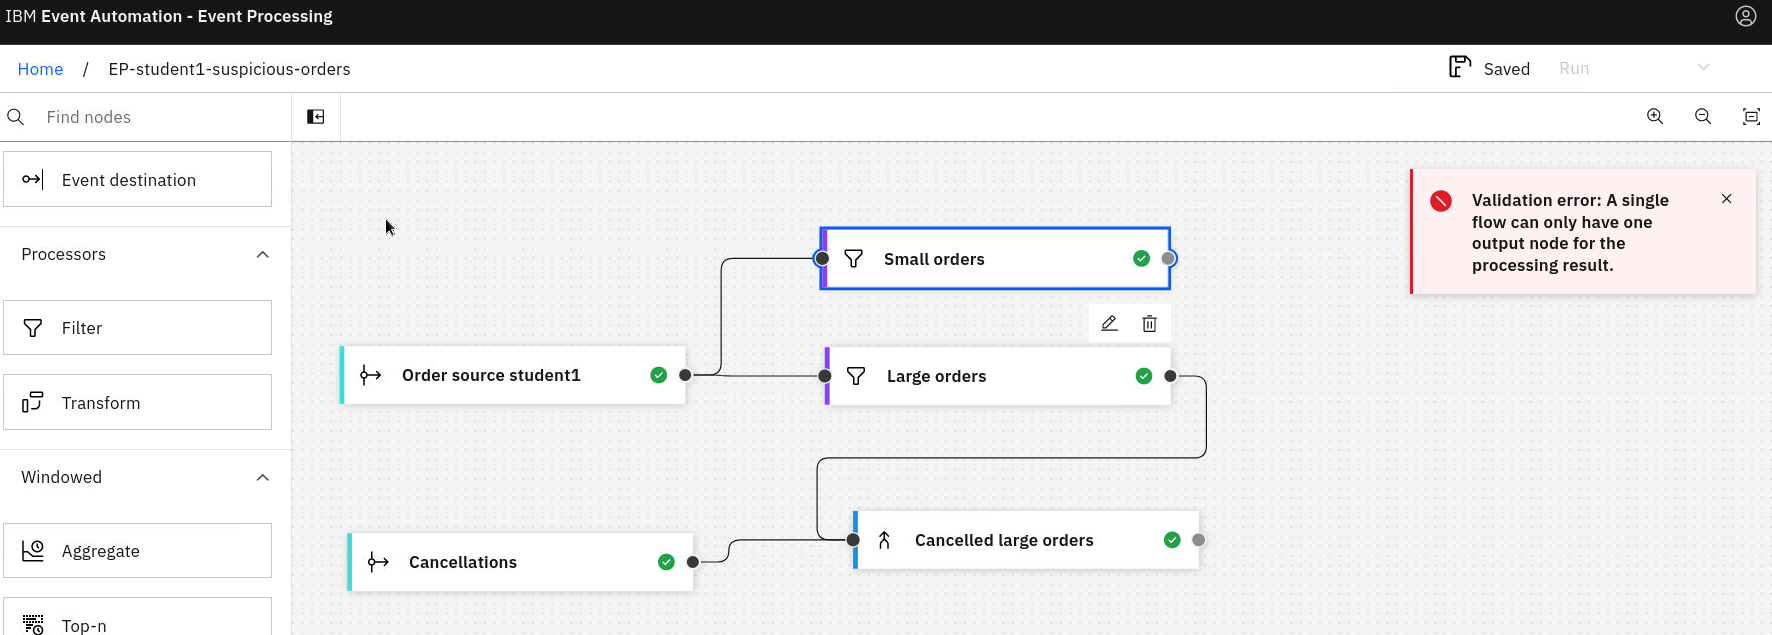 IBM Event Automation - Event Processing
Home / EP-student1-suspicious-orders
Saved
Run
Find nodes
Event destination
Processors
Filter
Transform
Windowed
Aggregate
Top-n
Small orders
Order source student1
Large orders
Cancellations
Cancelled large orders
Validation error: A single
flow can only have one
output node for the
processing result.